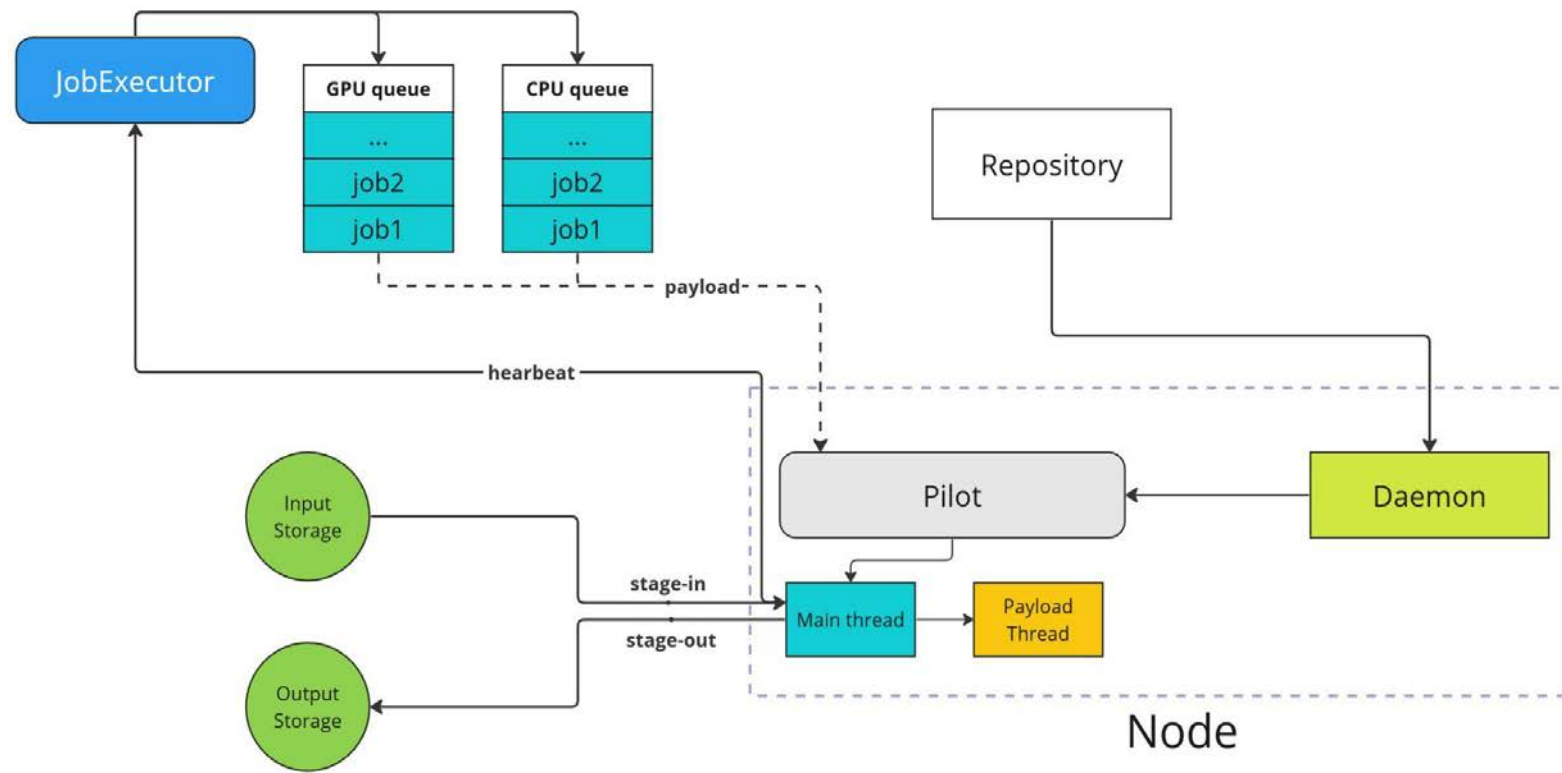 JobExecutor
GPU queue
...
job2
job1
CPU queue
...
job2
job1
Repository
payload
hearbeat
Input
Storage
Pilot
Daemon
stage-in
Main thread
Payload
Thread
stage-out
Output
Storage
Node